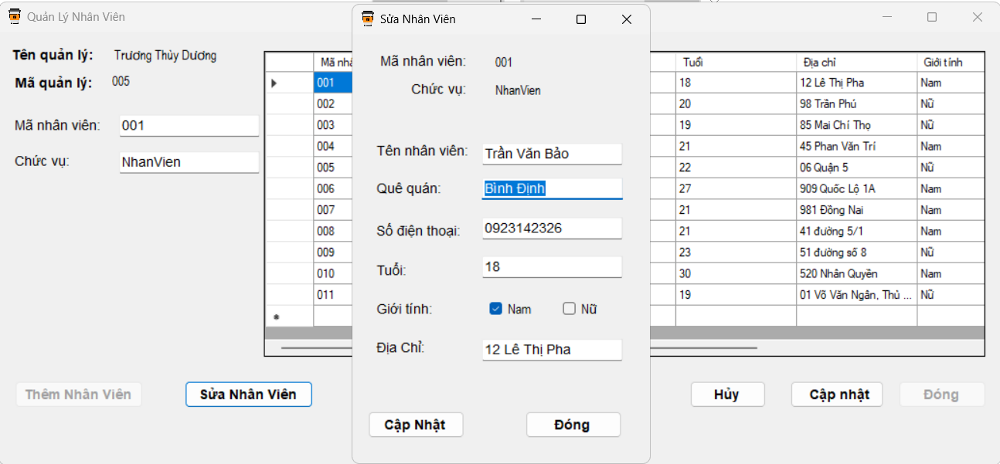 Quản Lý Nhân Viên
Tên quản lý: Trương Thùy Dương
Mã quản lý: 005
Mã nhân viên: 001
Chức vụ: NhanVien
Sửa Nhân Viên
Mã nhân viên: 001
Chức vụ: NhanVien
Tên nhân viên: Trần Văn Bảo
Quê quán: Bình Định
Số điện thoại: 0923142326
Tuổi: 18
Giới tính: Nam Nữ
Địa Chỉ: 12 Lê Thị Pha
Cập Nhật Đóng
Mã Tuổi Địa chỉ Giới tính
001 18 12 Lê Thị Pha Nam
002 20 98 Trần Phú Nữ
003 19 85 Mai Chí Thọ Nữ
004 21 45 Phan Văn Trí Nam
005 22 06 Quận 5 Nữ
006 27 909 Quốc Lộ 1A Nam
007 21 981 Đồng Nai Nam
008 21 41 đường 5/1 Nam
009 23 51 đường số 8 Nữ
010 30 520 Nhân Quyền Nam
011 19 01 Võ Văn Ngân, Thủ ... Nữ
Thêm Nhân Viên Sửa Nhân Viên Hủy Cập nhật Đóng